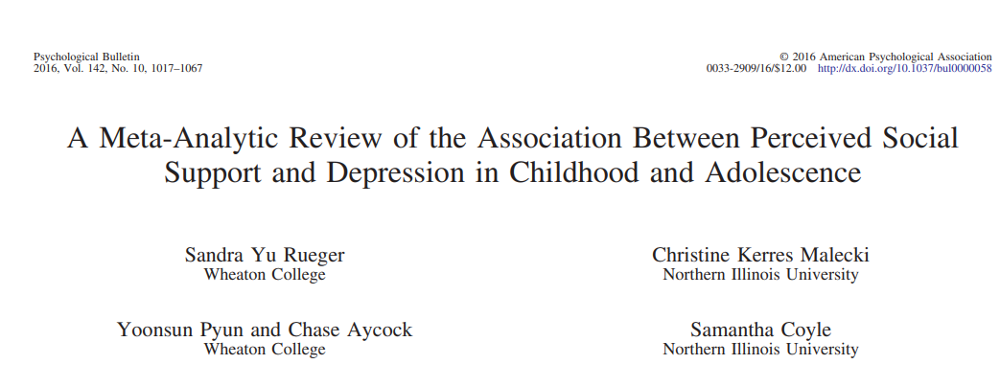 Psychological Bulletin
2016, Vol. 142, No. 10, 1017–1067
© 2016 American Psychological Association
0033-2909/16/$12.00 http://dx.doi.org/10.1037/bul0000058
A Meta-Analytic Review of the Association Between Perceived Social
Support and Depression in Childhood and Adolescence
Sandra Yu Rueger
Wheaton College
Christine Kerres Malecki
Northern Illinois University
Yoonsun Pyun and Chase Aycock
Wheaton College
Samantha Coyle
Northern Illinois University